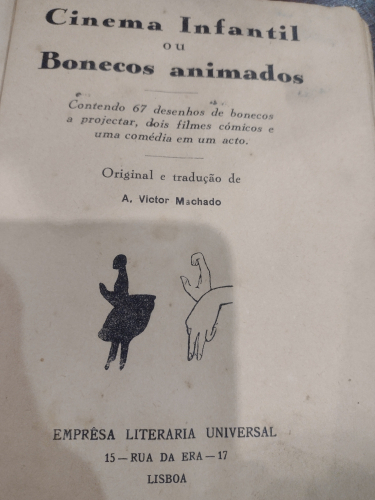 Cinema Infantil
ou
Bonecos animados
Contendo 67 desenhos de bonecos
a projectar, dois filmes cómicos e
uma comédia em um acto.
Original e tradução de
A. Victor Machado
EMPRÊSA LITERARIA UNIVERSAL
15 — RUA DA ERA — 17
LISBOA